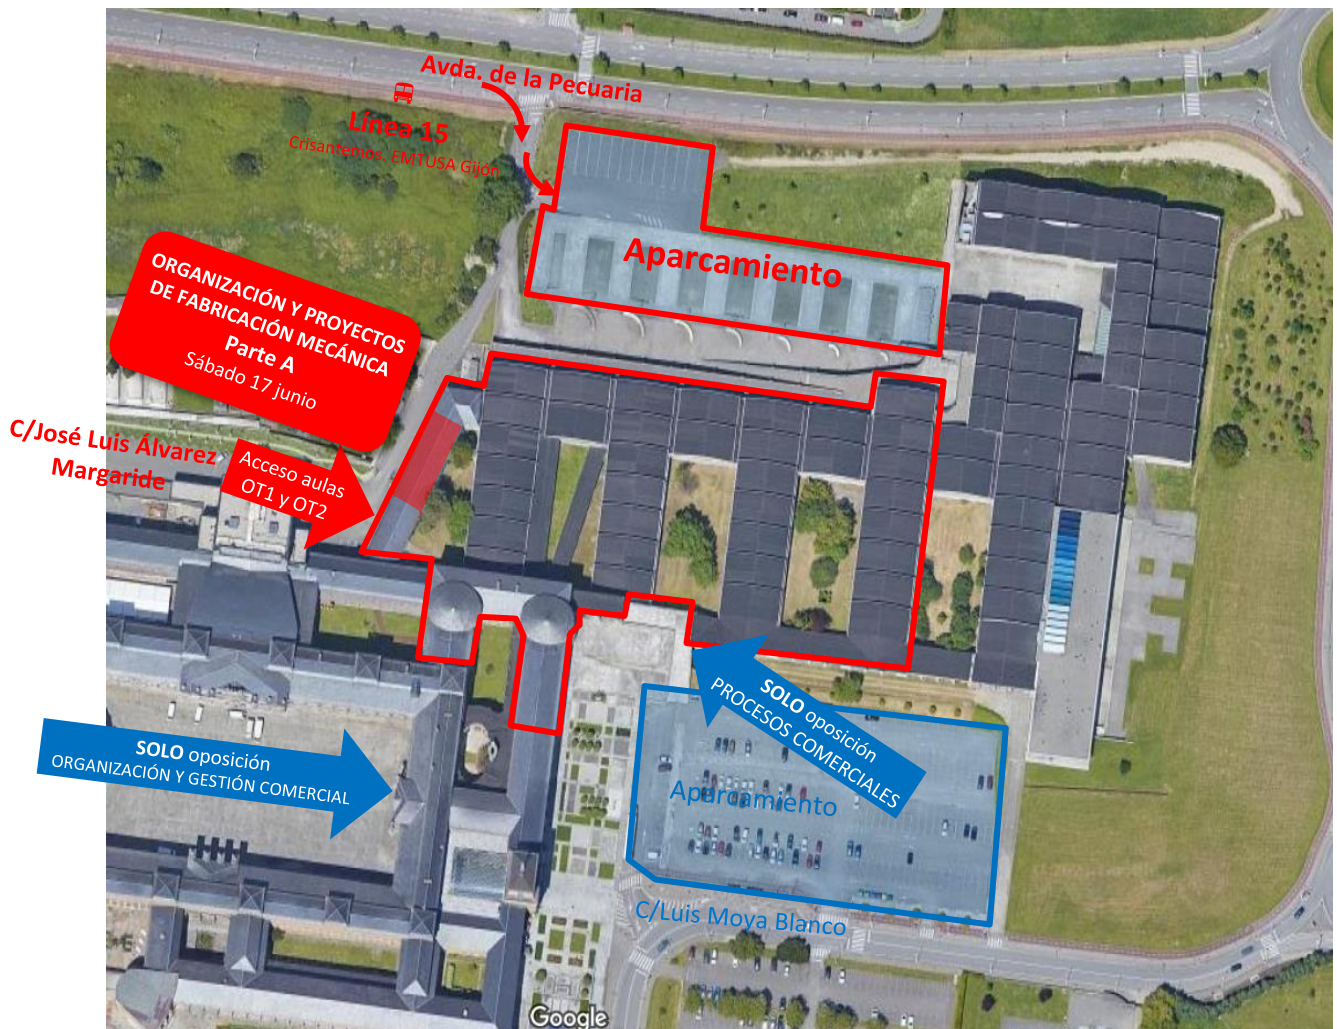 Avda. de la Pecuaria
Línea 15
Crisantemos. EMTUSA Gijón
Aparcamiento
ORGANIZACIÓN Y PROYECTOS
DE FABRICACIÓN MECÁNICA
Parte A
Sábado 17 junio
C/José Luis Álvarez
Margaride
Acceso aulas
OT1 y OT2
SOLO oposición
PROCESOS COMERCIALES
SOLO oposición
ORGANIZACIÓN Y GESTIÓN COMERCIAL
Aparcamiento
C/Luis Moya Blanco
Google